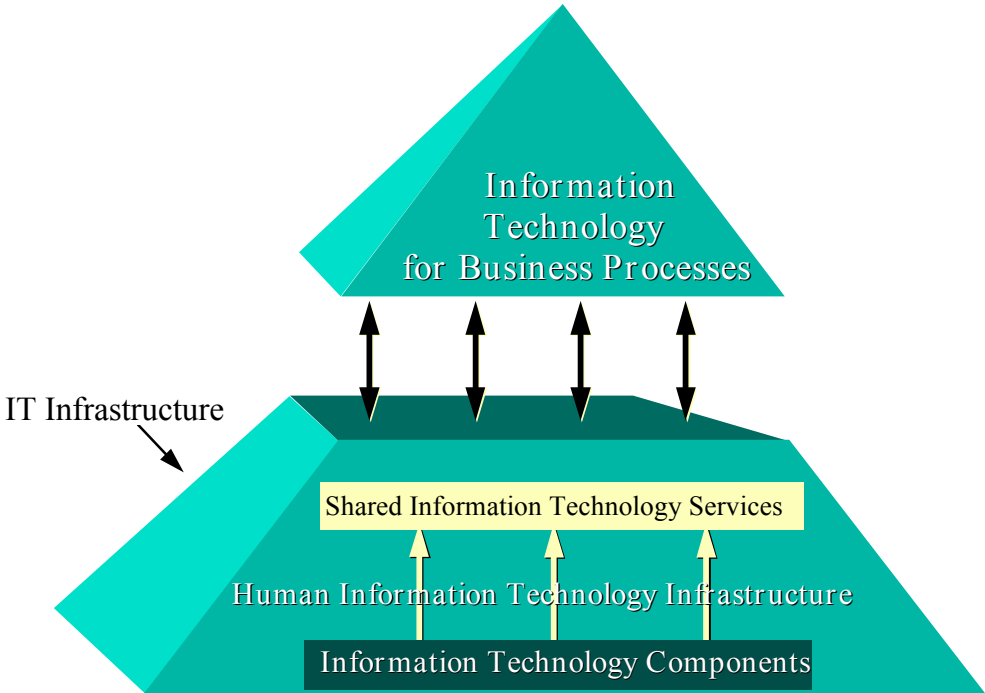 Information
Technology
for Business Processes
IT Infrastructure
Shared Information Technology Services
Human Information Technology Infrastructure
Information Technology Components